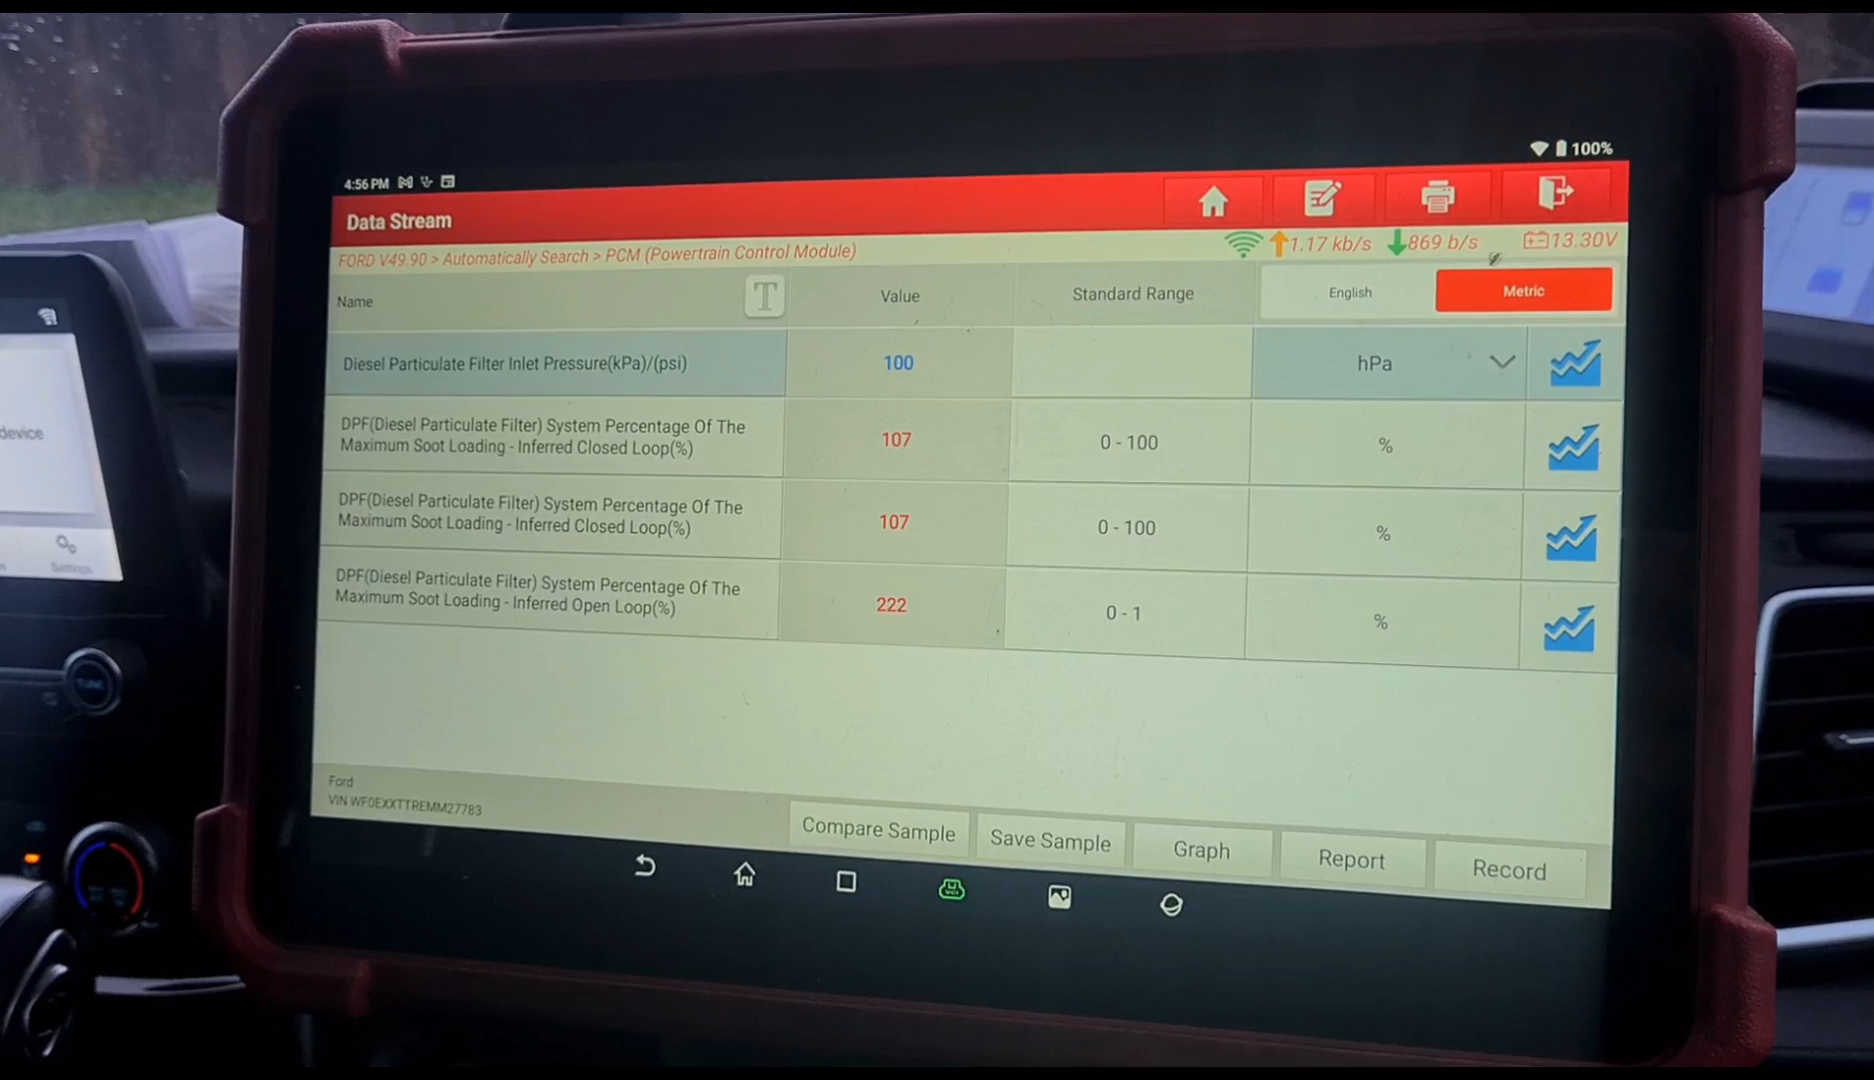 4:56 PM
100%
Data Stream
FORD V49.90 > Automatically Search > PCM (Powertrain Control Module)
1.17 kb/s 869 b/s 13.30V
Name T Value Standard Range English Metric
Diesel Particulate Filter Inlet Pressure(kPa)/(psi) 100 hPa
DPF(Diesel Particulate Filter) System Percentage Of The
Maximum Soot Loading - Inferred Closed Loop(%) 107 0 - 100 %
DPF(Diesel Particulate Filter) System Percentage Of The
Maximum Soot Loading - Inferred Closed Loop(%) 107 0 - 100 %
DPF(Diesel Particulate Filter) System Percentage Of The
Maximum Soot Loading - Inferred Open Loop(%) 222 0 - 1 %
Ford
VIN WF0EXXTTREMM27783
Compare Sample Save Sample Graph Report Record
device
Settings
TUNE